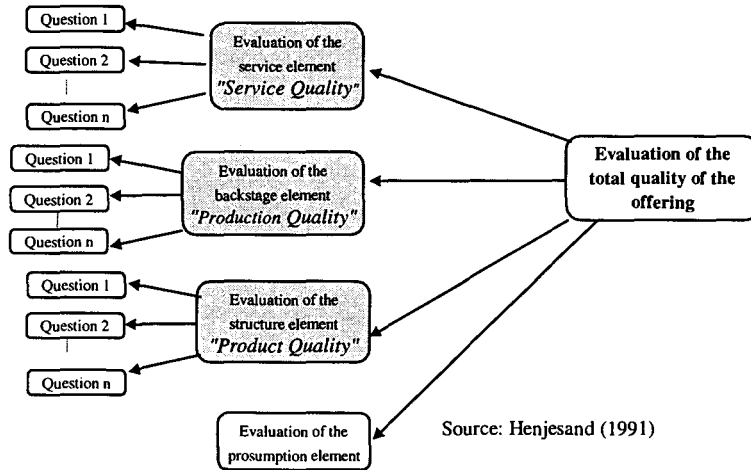 Question 1
Question 2
Question n
Evaluation of the
service element
"Service Quality"
Question 1
Question 2
Question n
Evaluation of the
backstage element
"Production Quality"
Evaluation of the
total quality of the
offering
Question 1
Question 2
Question n
Evaluation of the
structure element
"Product Quality"
Evaluation of the
prosumption element
Source: Henjesand (1991)